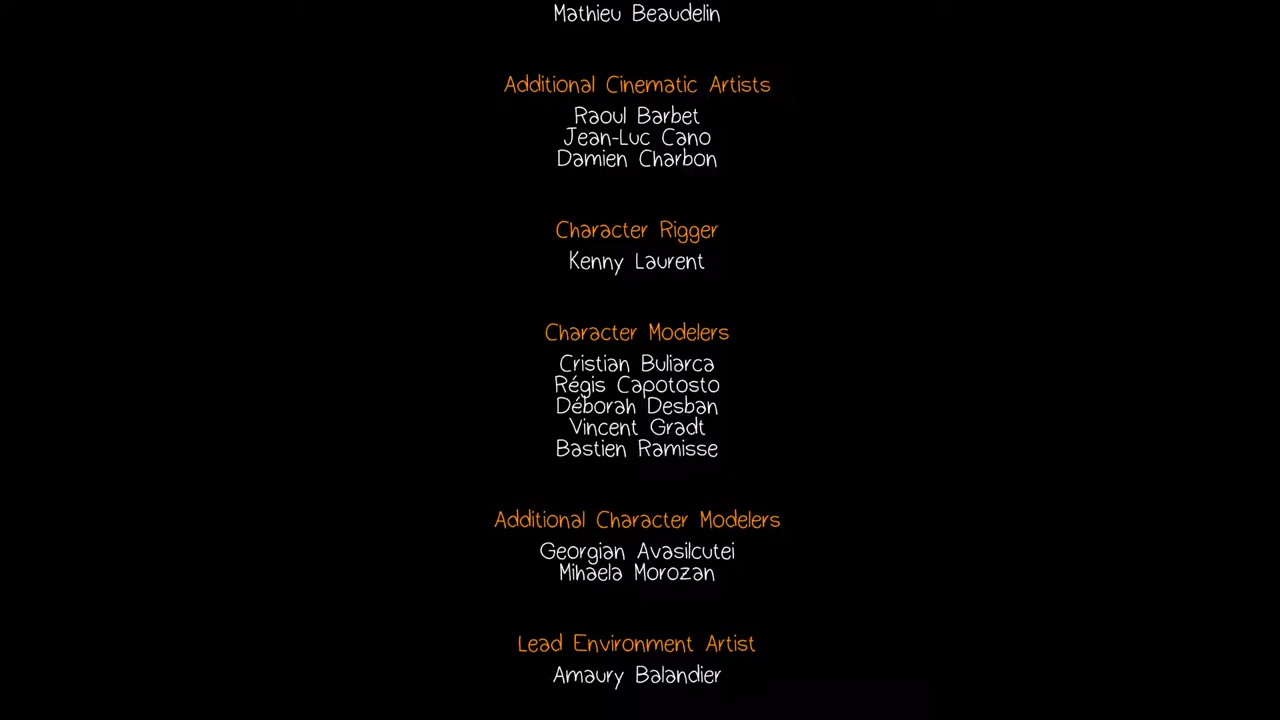 Mathieu Beaudelin
Additional Cinematic Artists
Raoul Barbet
Jean-Luc Cano
Damien Charbon
Character Rigger
Kenny Laurent
Character Modelers
Cristian Buliarca
Régis Capotosto
Déborah Desban
Vincent Gradt
Bastien Ramisse
Additional Character Modelers
Georgian Avasilcutei
Mihaela Morozan
Lead Environment Artist
Amaury Balandier